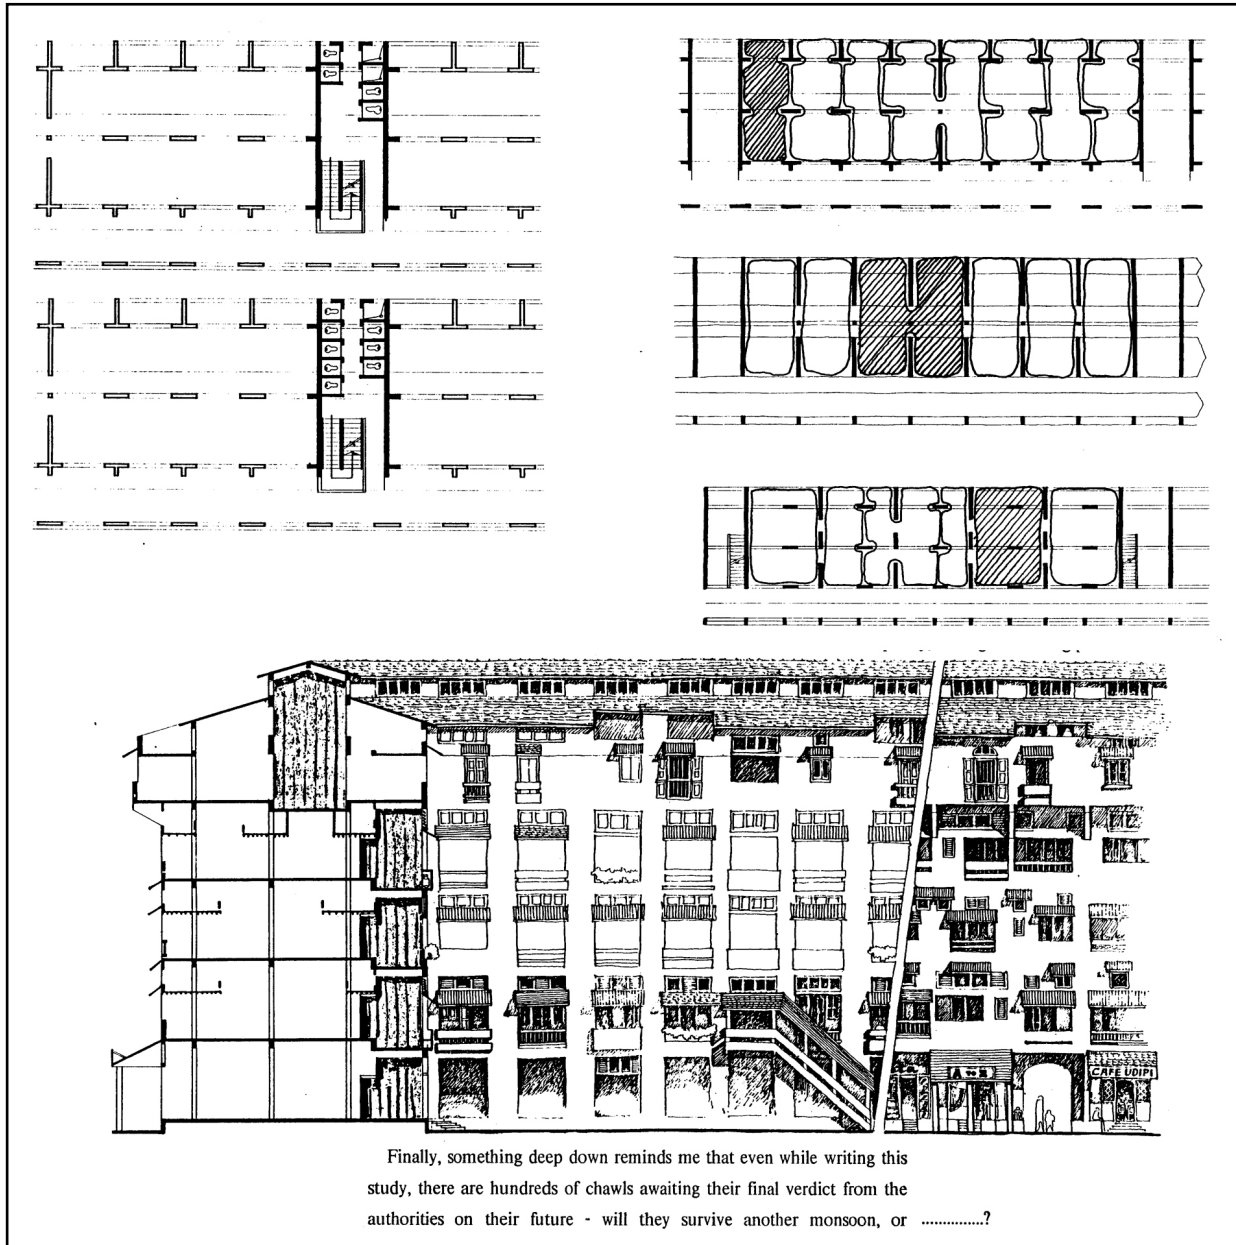 CAFE UDIPI
Finally, something deep down reminds me that even while writing this
study, there are hundreds of chawls awaiting their final verdict from the
authorities on their future - will they survive another monsoon, or ...............?